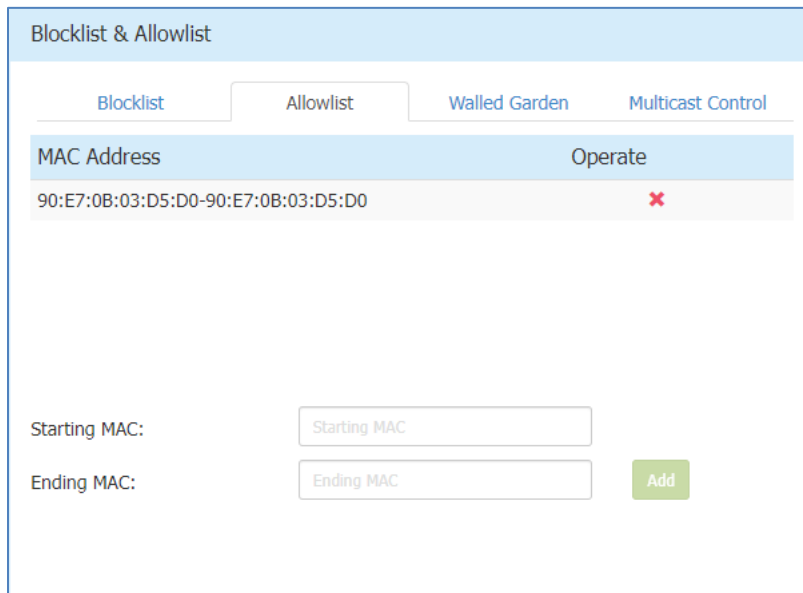 Blocklist & Allowlist
Blocklist Allowlist Walled Garden Multicast Control
MAC Address Operate
90:E7:0B:03:D5:D0-90:E7:0B:03:D5:D0
Starting MAC: Starting MAC
Ending MAC: Ending MAC Add